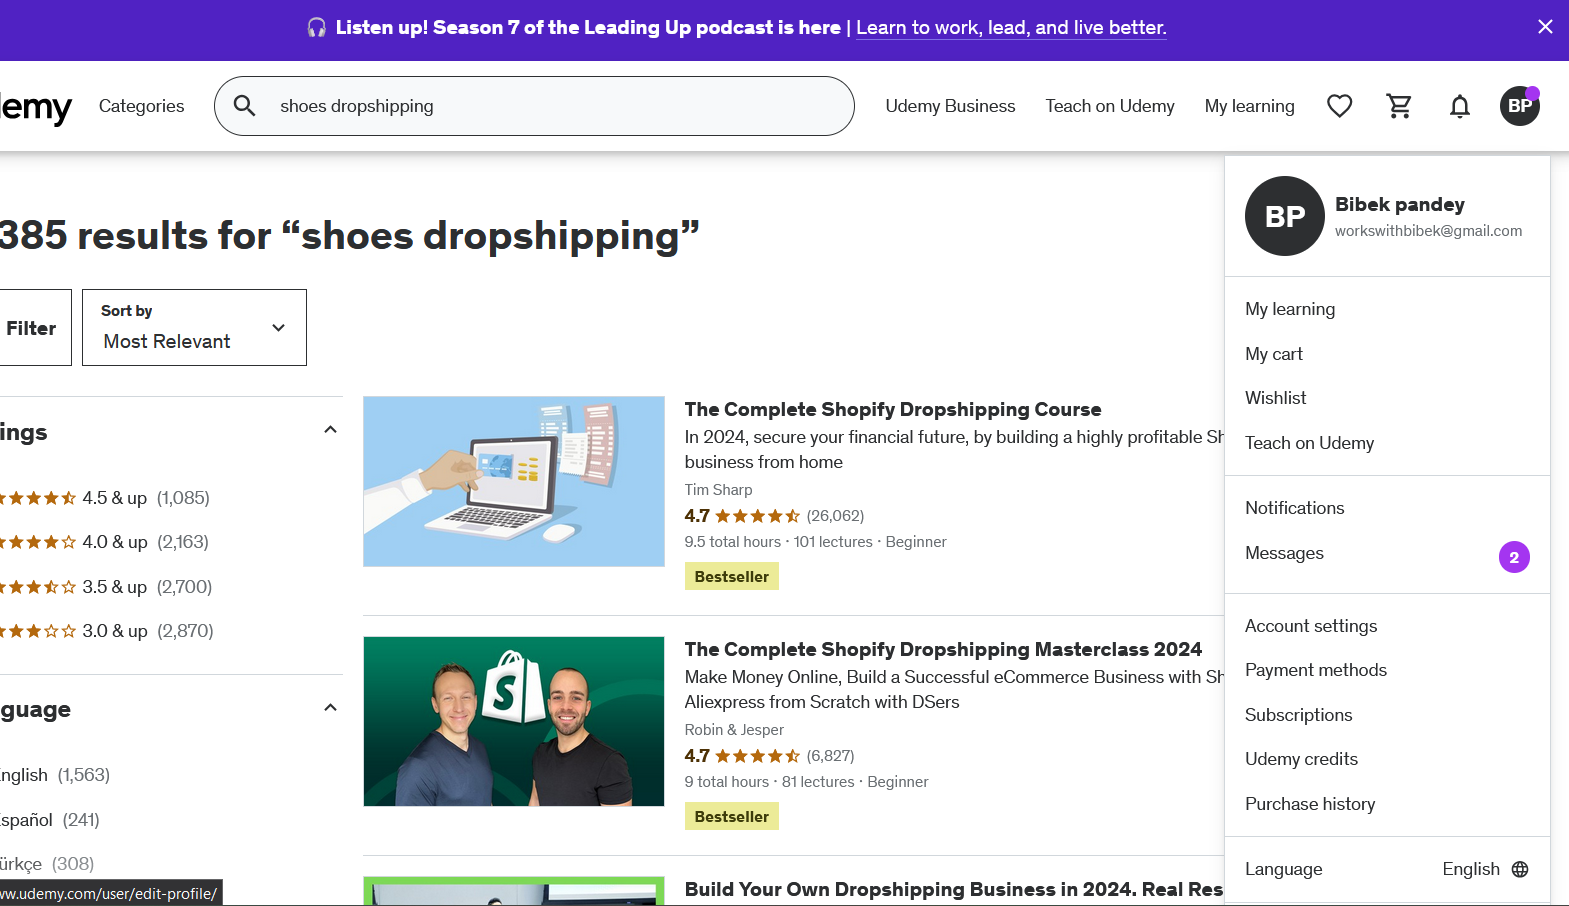 Listen up! Season 7 of the Leading Up podcast is here | Learn to work, lead, and live better.
demy
Categories
shoes dropshipping
Udemy Business
Teach on Udemy
My learning
BP
385 results for “shoes dropshipping”
Filter
Sort by
Most Relevant
ings
4.5 & up (1,085)
4.0 & up (2,163)
3.5 & up (2,700)
3.0 & up (2,870)
guage
nglish (1,563)
spañol (241)
ürkçe (308)
ww.udemy.com/user/edit-profile/
The Complete Shopify Dropshipping Course
In 2024, secure your financial future, by building a highly profitable Sh
business from home
Tim Sharp
4.7 (26,062)
9.5 total hours · 101 lectures · Beginner
Bestseller
The Complete Shopify Dropshipping Masterclass 2024
Make Money Online, Build a Successful eCommerce Business with Sh
Aliexpress from Scratch with DSers
Robin & Jesper
4.7 (6,827)
9 total hours · 81 lectures · Beginner
Bestseller
Build Your Own Dropshipping Business in 2024. Real Res
BP
Bibek pandey
workswithbibek@gmail.com
My learning
My cart
Wishlist
Teach on Udemy
Notifications
Messages 2
Account settings
Payment methods
Subscriptions
Udemy credits
Purchase history
Language English